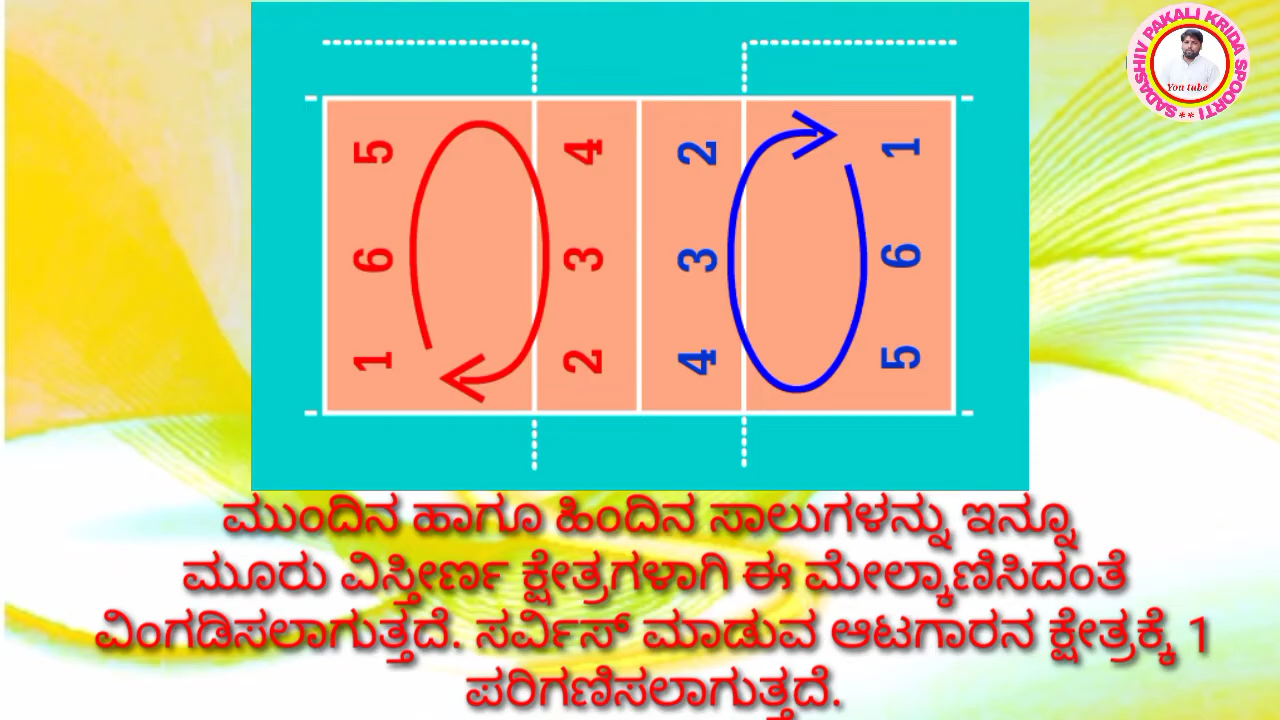 SADASHIV PAKALI KRIDA SPOORTI **
You tube
5 4 2 1
6 3 3 6
1 2 4 5
ಮುಂದಿನ ಹಾಗೂ ಹಿಂದಿನ ಸಾಲುಗಳನ್ನು ಇನ್ನೂ
ಮೂರು ವಿಸ್ತೀರ್ಣ ಕ್ಷೇತ್ರಗಳಾಗಿ ಈ ಮೇಲ್ಕಾಣಿಸಿದಂತೆ
ವಿಂಗಡಿಸಲಾಗುತ್ತದೆ. ಸರ್ವಿಸ್ ಮಾಡುವ ಆಟಗಾರನ ಕ್ಷೇತ್ರಕ್ಕೆ 1
ಪರಿಗಣಿಸಲಾಗುತ್ತದೆ.